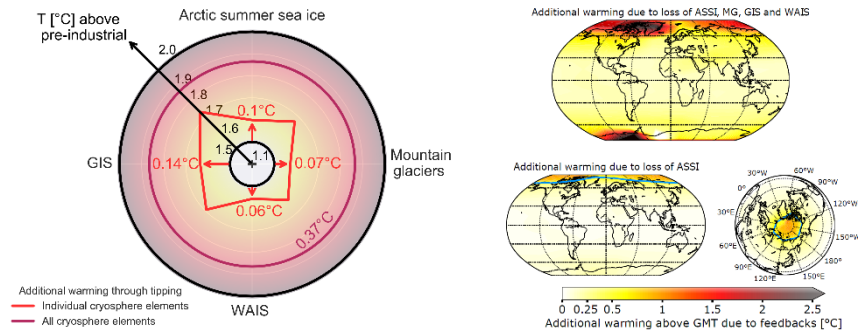 T [°C] above
pre-industrial
Arctic summer sea ice
2.0
1.9
1.8
1.7
1.6
1.5
1.1
0.1°C
0.14°C
0.07°C
0.06°C
0.37°C
GIS
Mountain
glaciers
WAIS
Additional warming through tipping
Individual cryosphere elements
All cryosphere elements
Additional warming due to loss of ASSI, MG, GIS and WAIS
Additional warming due to loss of ASSI
30°W
60°W
0°
90°W
30°E
120°W
60°E
150°W
90°E
180°
120°E
150°E
0 0.25 0.5 1 1.5 2 2.5
Additional warming above GMT due to feedbacks [°C]